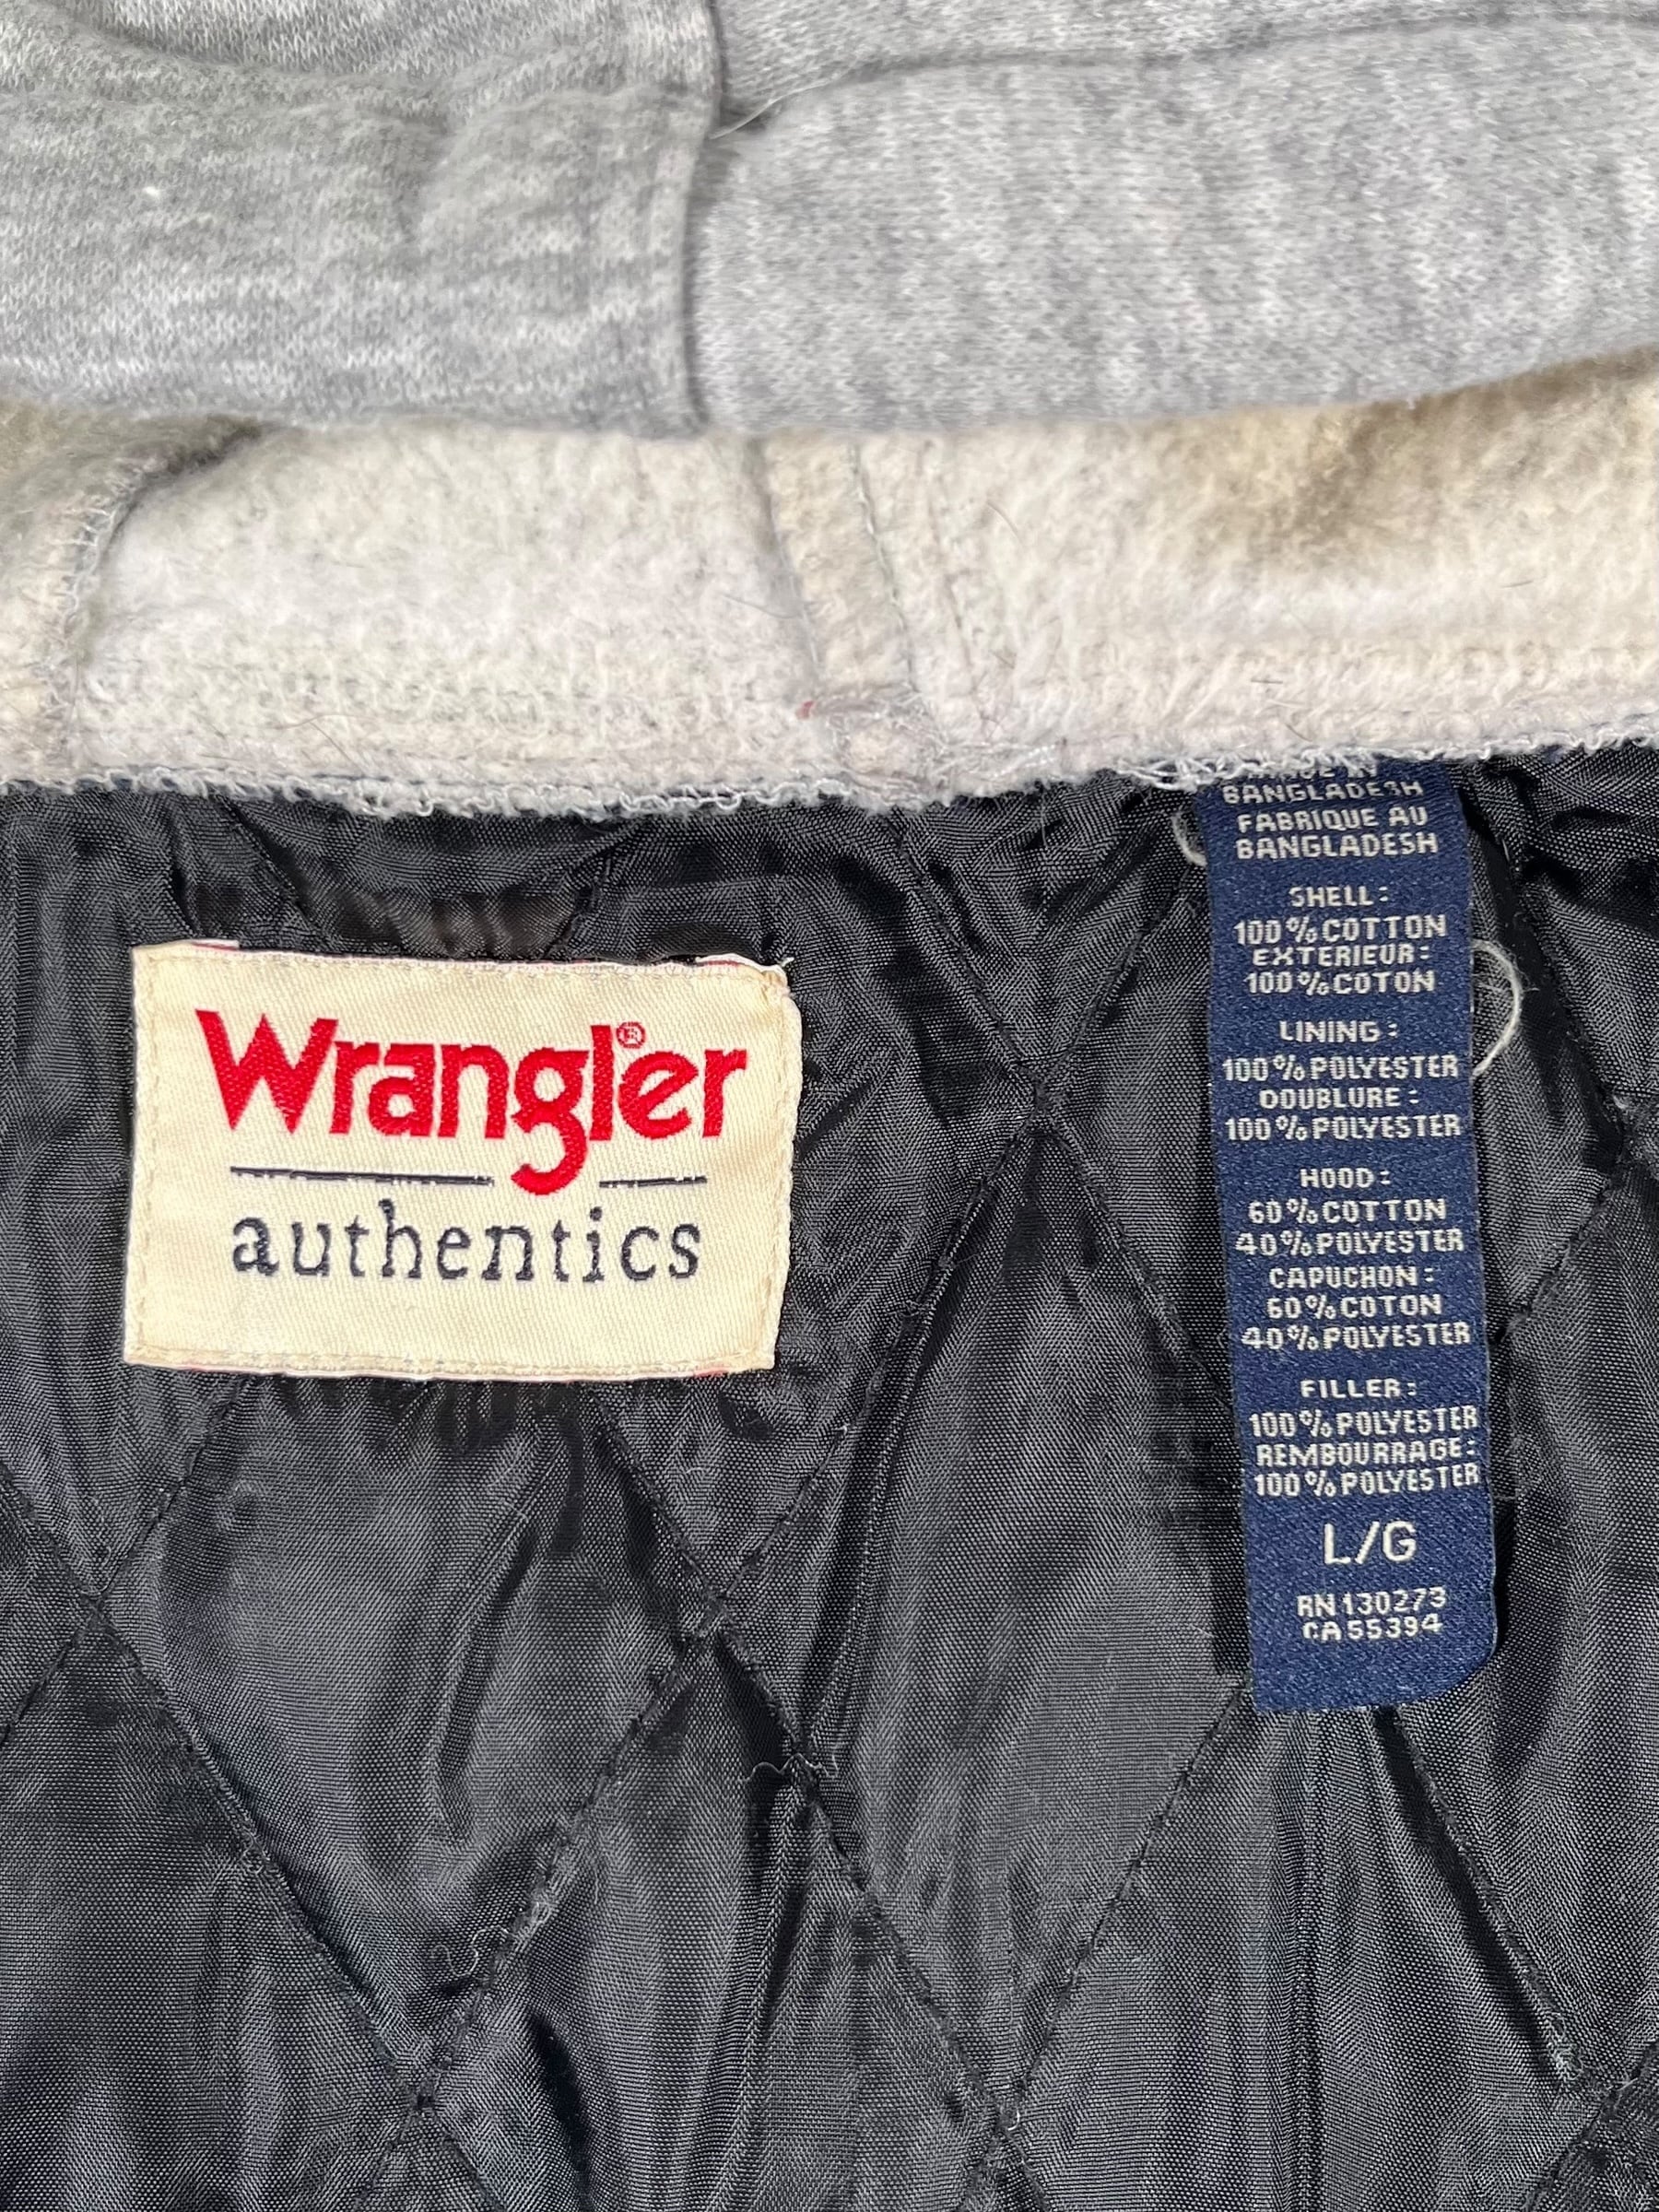 Wrangler®
authentics
BANGLADESH
FABRIQUE AU
BANGLADESH
SHELL:
100% COTTON
EXTERIEUR:
100% COTON
LINING:
100% POLYESTER
DOUBLURE:
100% POLYESTER
HOOD:
60% COTTON
40% POLYESTER
CAPUCHON:
60% COTON
40% POLYESTER
FILLER:
100% POLYESTER
REMBOURRAGE:
100% POLYESTER
L/G
RN 130273
CA 55394